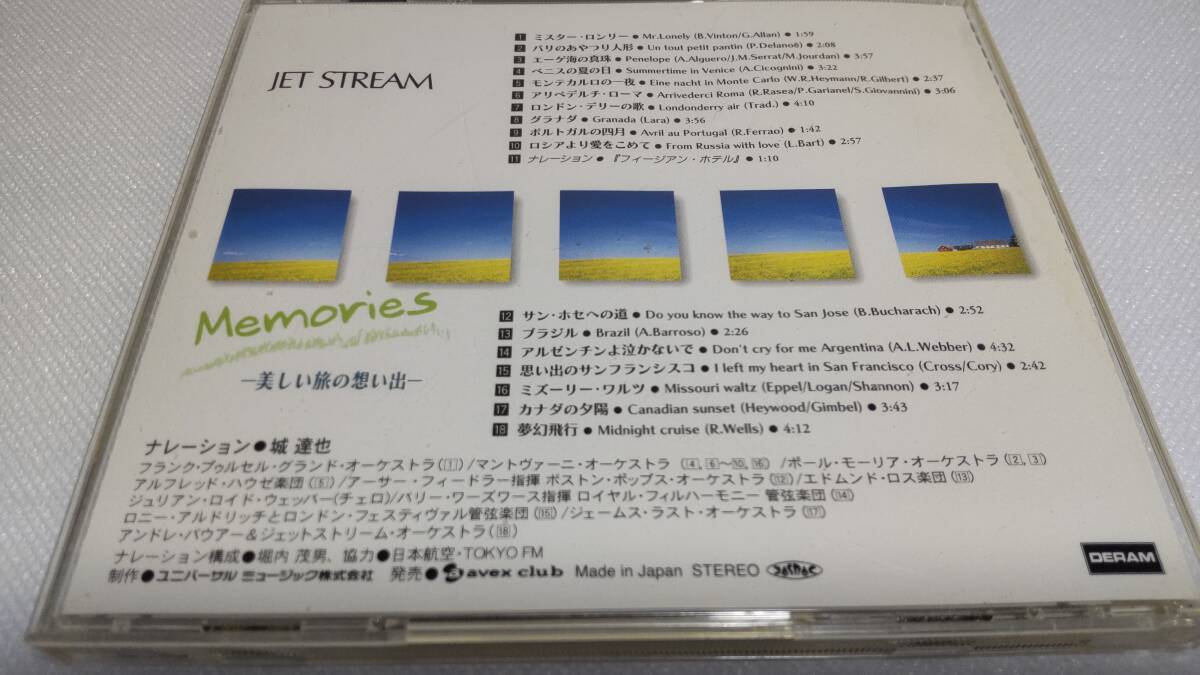 JET STREAM
1 ミスター・ロンリー ● Mr.Lonely (B.Vinton/G.Allan) ● 1:59
2 パリのあやつり人形 ● Un tout petit pantin (P.Delanoë) ● 2:08
3 エーゲ海の真珠 ● Penelope (A.Alguero/J.M.Serrat/M.Jourdan) ● 3:57
4 ベニスの夏の日 ● Summertime in Venice (A.Cicognini) ● 3:22
5 モンテカルロの一夜 ● Eine nacht in Monte Carlo (W.R.Heymann/R.Gilbert) ● 2:37
6 アリベデルチ・ローマ ● Arrivederci Roma (R.Rasea/P.Garianel/S.Giovannini) ● 3:06
7 ロンドン・デリーの歌 ● Londonderry air (Trad.) ● 4:10
8 グラナダ ● Granada (Lara) ● 3:56
9 ポルトガルの四月 ● Avril au Portugal (R.Ferrao) ● 1:42
10 ロシアより愛をこめて ● From Russia with love (L.Bart) ● 2:57
11 ナレーション ● 『フィージアン・ホテル』 ● 1:10
Memories
―美しい旅の想い出―
12 サン・ホセへの道 ● Do you know the way to San Jose (B.Bucharach) ● 2:52
13 ブラジル ● Brazil (A.Barroso) ● 2:26
14 アルゼンチンよ泣かないで ● Don't cry for me Argentina (A.L.Webber) ● 4:32
15 思い出のサンフランシスコ ● I left my heart in San Francisco (Cross/Cory) ● 2:42
16 ミズーリー・ワルツ ● Missouri waltz (Eppel/Logan/Shannon) ● 3:17
17 カナダの夕陽 ● Canadian sunset (Heywood/Gimbel) ● 3:43
18 夢幻飛行 ● Midnight cruise (R.Wells) ● 4:12
ナレーション●城 達也
フランク・プゥルセル・グランド・オーケストラ(1)/マントヴァーニ・オーケストラ (4,6〜10,16) /ポール・モーリア・オーケストラ(2,3)
アルフレッド・ハウゼ楽団(5)/アーサー・フィードラー指揮 ボストン・ポップス・オーケストラ(12)/エドムンド・ロス楽団(13)
ジュリアン・ロイド・ウェッバー(チェロ)/バリー・ワーズワース指揮 ロイヤル・フィルハーモニー 管弦楽団(14)
ロニー・アルドリッチとロンドン・フェスティヴァル管弦楽団(15)/ジェームス・ラスト・オーケストラ(17)
アンドレ・バウアー&ジェットストリーム・オーケストラ(18)
ナレーション構成●堀内 茂男、協力●日本航空・TOKYO FM
制作●ユニバーサル ミュージック株式会社 発売●avex club Made in Japan STEREO
DERAM